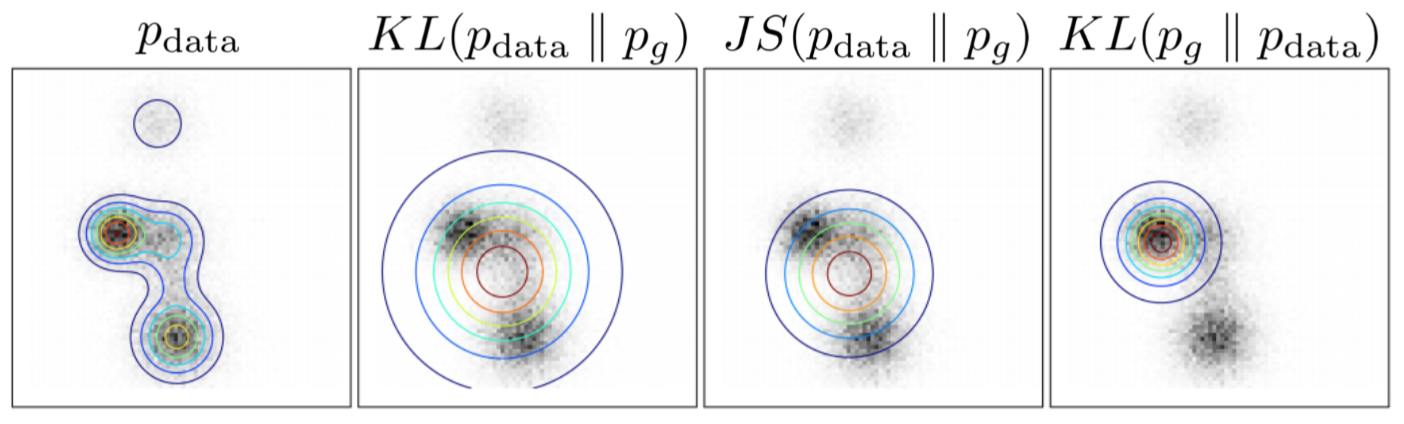 p_data KL(p_data ∥ p_g) JS(p_data ∥ p_g) KL(p_g ∥ p_data)